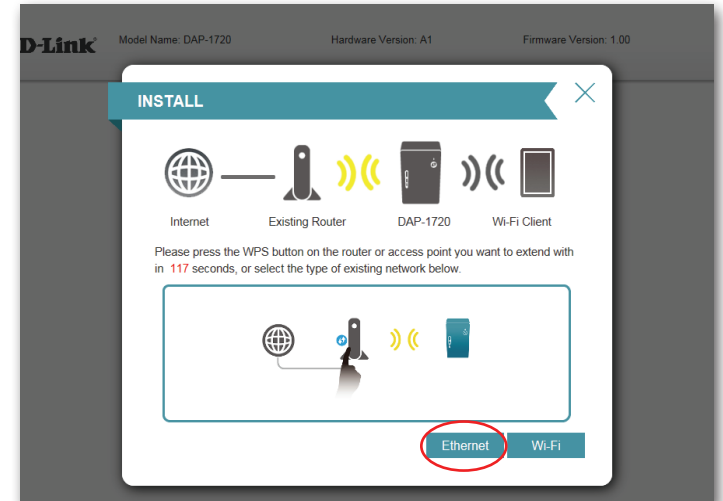 D-Link
Model Name: DAP-1720 Hardware Version: A1 Firmware Version: 1.00
INSTALL
Internet Existing Router DAP-1720 Wi-Fi Client
Please press the WPS button on the router or access point you want to extend with
in 117 seconds, or select the type of existing network below.
Ethernet Wi-Fi